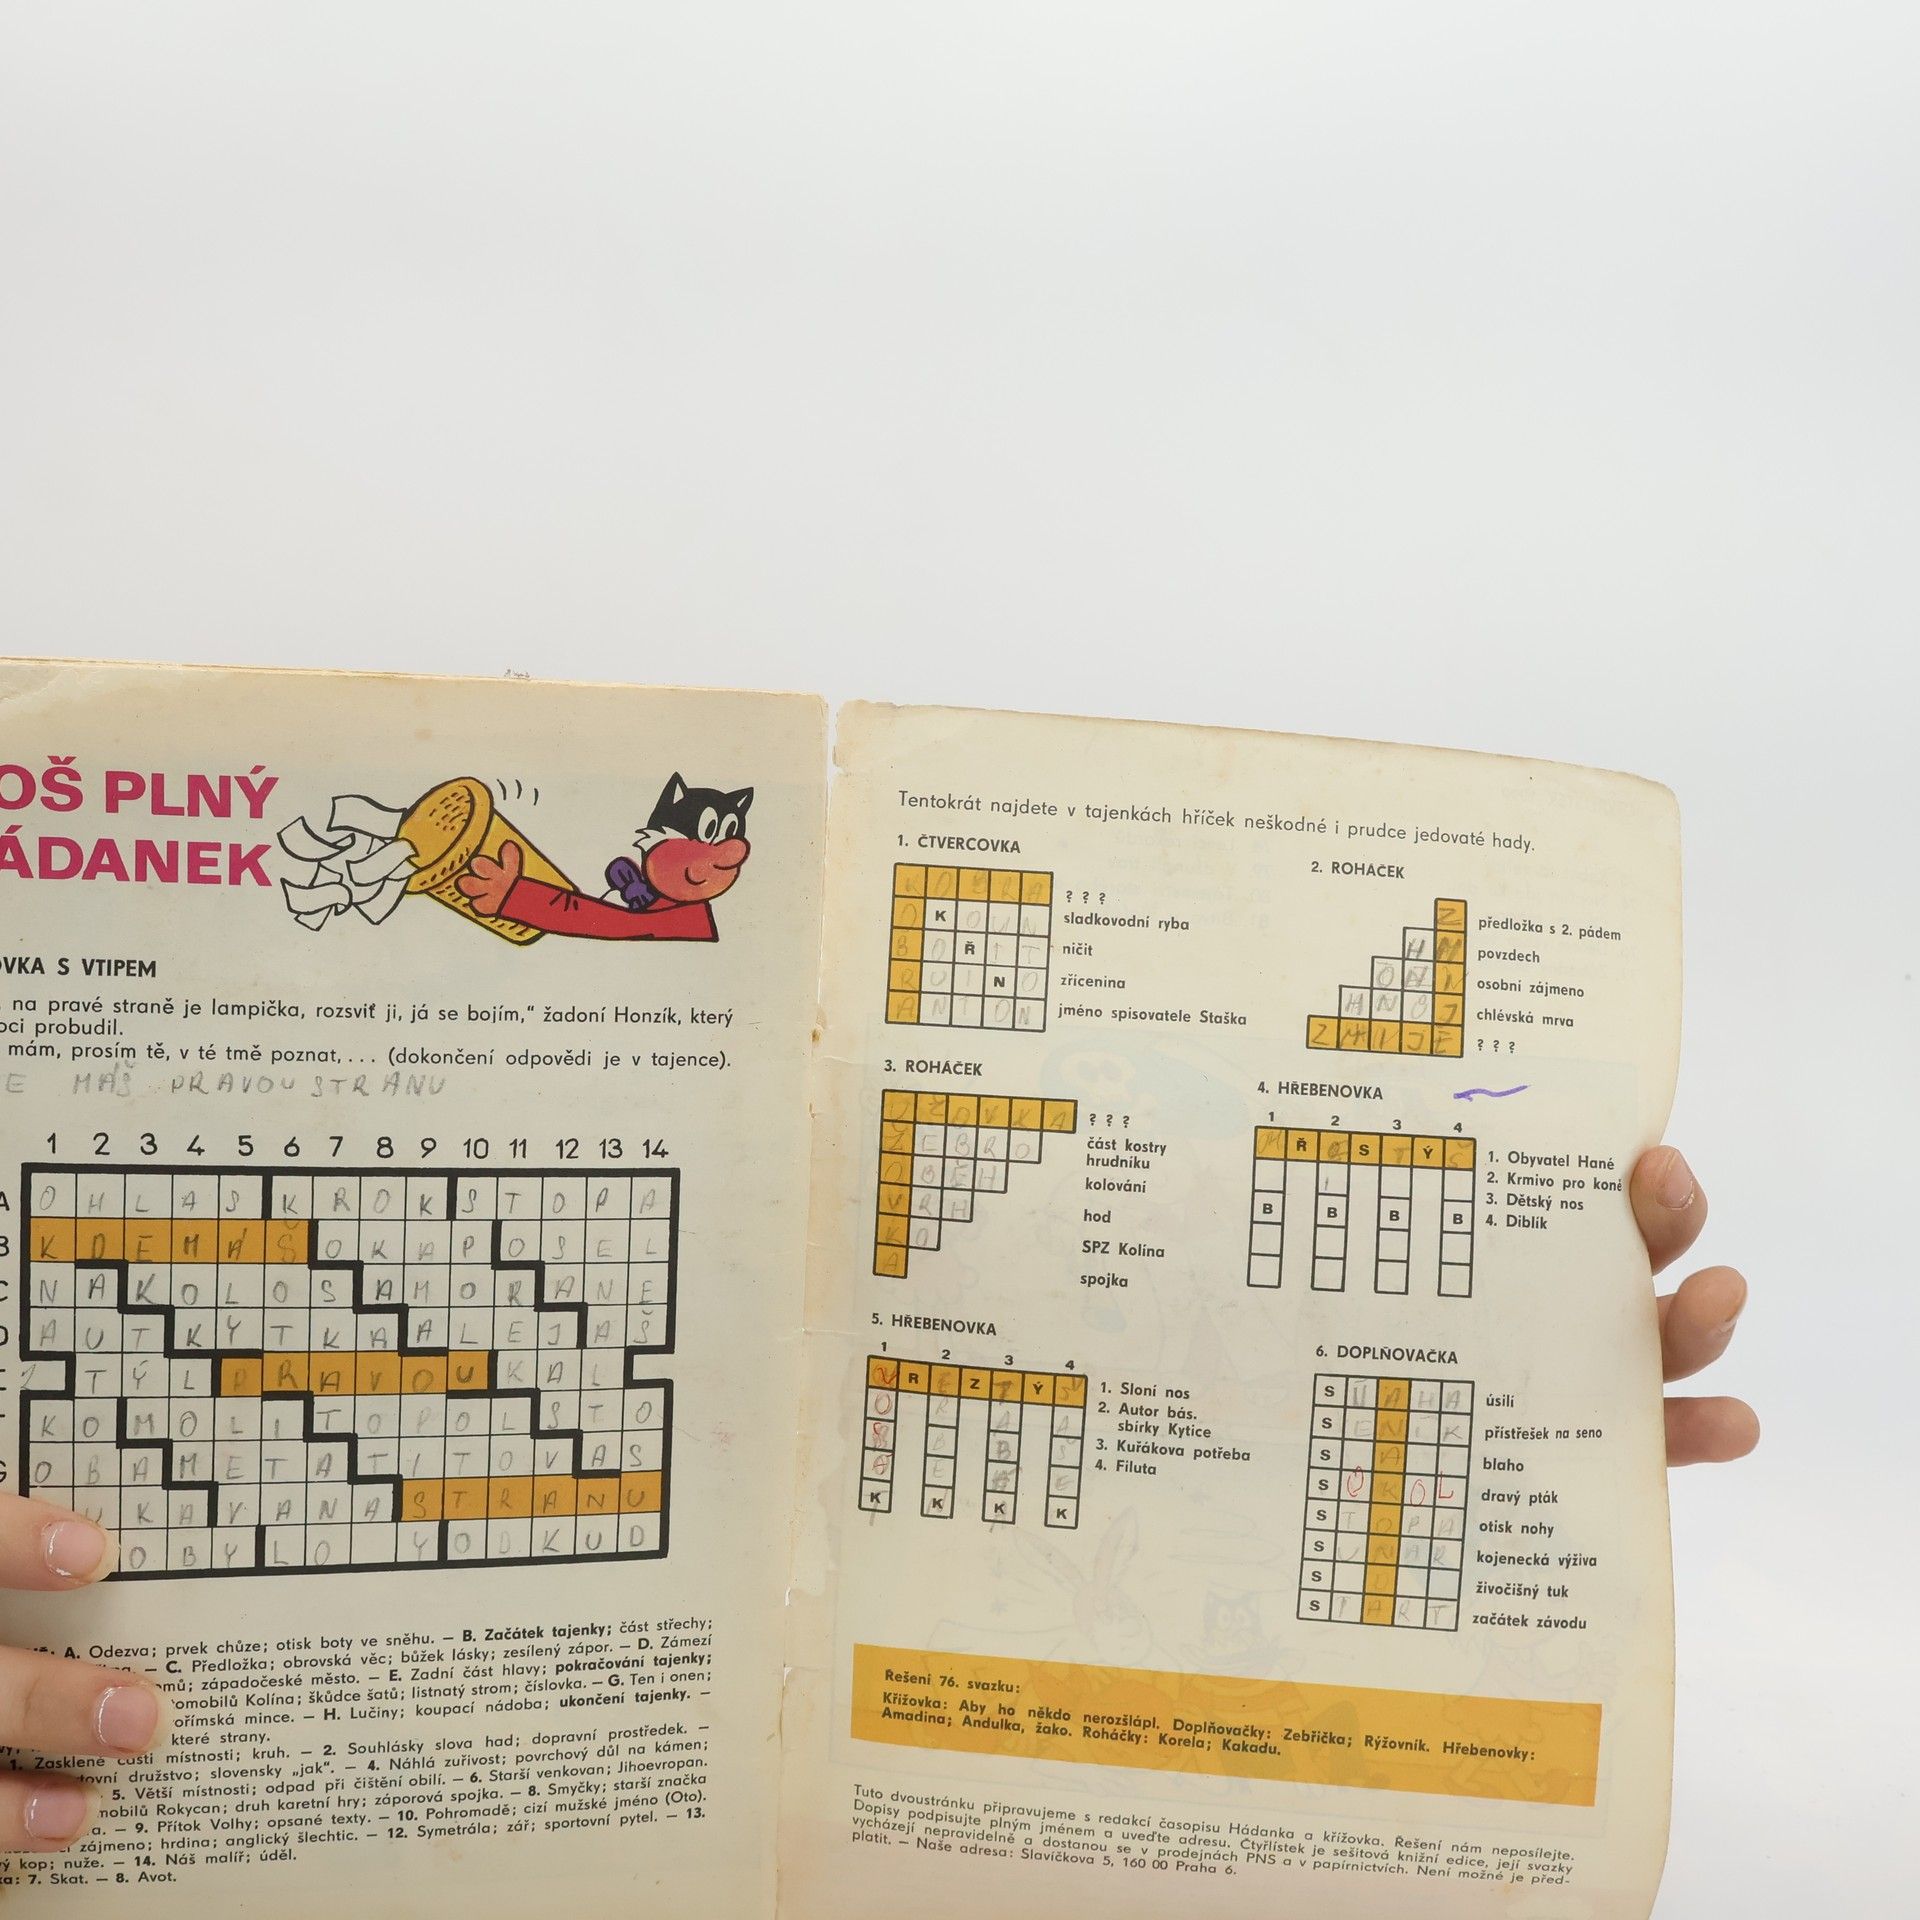 OŠ PLNÝ
ÁDANEK
OVKA S VTIPEM
na pravé straně je lampička, rozsviť ji, já se bojím,“ žadoní Honzík, který
oci probudil.
mám, prosím tě, v té tmě poznat,... (dokončení odpovědi je v tajence).
E MÁŠ PRAVOU STRANU
1 2 3 4 5 6 7 8 9 10 11 12 13 14
A O H L A S K R O K S T O P A
B K D E M Á Š O K A P O S E L
C N A K O L O S A M O R A N E
D A U T K Ý T K A A L E J A Š
T Ý L P R A V O U K A L
K O M O L I T O P O L S T O
G O B A M E T A T I T O V A S
U K A V A N A S T R A N U
O B Y L O Y O D K U D
A. Odezva; prvek chůze; otisk boty ve sněhu. — B. Začátek tajenky; část střechy;
— C. Předložka; obrovská věc; bůžek lásky; zesílený zápor. — D. Zámezí
omů; západočeské město. — E. Zadní část hlavy; pokračování tajenky;
omobilů Kolína; škůdce šatů; listnatý strom; číslovka. — G. Ten i onen;
ořímská mince. — H. Lučiny; koupací nádoba; ukončení tajenky. —
které strany.
1. Zasklené části místnosti; kruh. — 2. Souhlásky slova had; dopravní prostředek. —
tovní družstvo; slovensky „jak“. — 4. Náhlá zuřivost; povrchový důl na kámen;
5. Větší místnosti; odpad při čištění obilí. — 6. Starší venkovan; Jihoevropan.
mobilů Rokycan; druh karetní hry; záporová spojka. — 8. Smyčky; starší značka
a. — 9. Přítok Volhy; opsané texty. — 10. Pohromadě; cizí mužské jméno (Oto).
zájmeno; hrdina; anglický šlechtic. — 12. Symetrála; zář; sportovní pytel. — 13.
ý kop; nuže. — 14. Náš malíř; úděl.
ka: 7. Skat. — 8. Avot.
Tentokrát najdete v tajenkách hříček neškodné i prudce jedovaté hady.
1. ČTVERCOVKA
K O B R A ? ? ?
O K O U N sladkovodní ryba
B O Ř I T ničit
R U I N O zřícenina
A N T O N jméno spisovatele Staška
2. ROHÁČEK
Z předložka s 2. pádem
H M povzdech
O N I osobní zájmeno
H N Ů J chlévská mrva
Z M I J E ? ? ?
3. ROHÁČEK
U Ž O V K A ? ? ?
Ž E B R O část kostry
hrudníku
O B Ě H kolování
V R H hod
K O SPZ Kolína
A spojka
4. HŘEBENOVKA
1 2 3 4
Ř S Ý
B B B B
1. Obyvatel Hané
2. Krmivo pro koně
3. Dětský nos
4. Diblík
5. HŘEBENOVKA
1 2 3 4
R Z Ý
K K K K
1. Sloní nos
2. Autor bás.
sbírky Kytice
3. Kuřákova potřeba
4. Filuta
6. DOPLŇOVAČKA
S N A H A úsilí
S E N Í K přístřešek na seno
S A blaho
S O K O L dravý pták
S T O P A otisk nohy
S U N A R kojenecká výživa
S D živočišný tuk
S T A R T začátek závodu
Řešení 76. svazku:
Křížovka: Aby ho někdo nerozšlápl. Doplňovačky: Zebřička; Rýžovník. Hřebenovky:
Amadina; Andulka, žako. Roháčky: Korela; Kakadu.
Tuto dvoustránku připravujeme s redakcí časopisu Hádanka a křížovka. Řešení nám neposílejte.
Dopisy podpisujte plným jménem a uveďte adresu. Čtyřlístek je sešitová knižní edice, její svazky
vycházejí nepravidelně a dostanou se v prodejnách PNS a v papírnictvích. Není možné je před-
platit. — Naše adresa: Slavíčkova 5, 160 00 Praha 6.